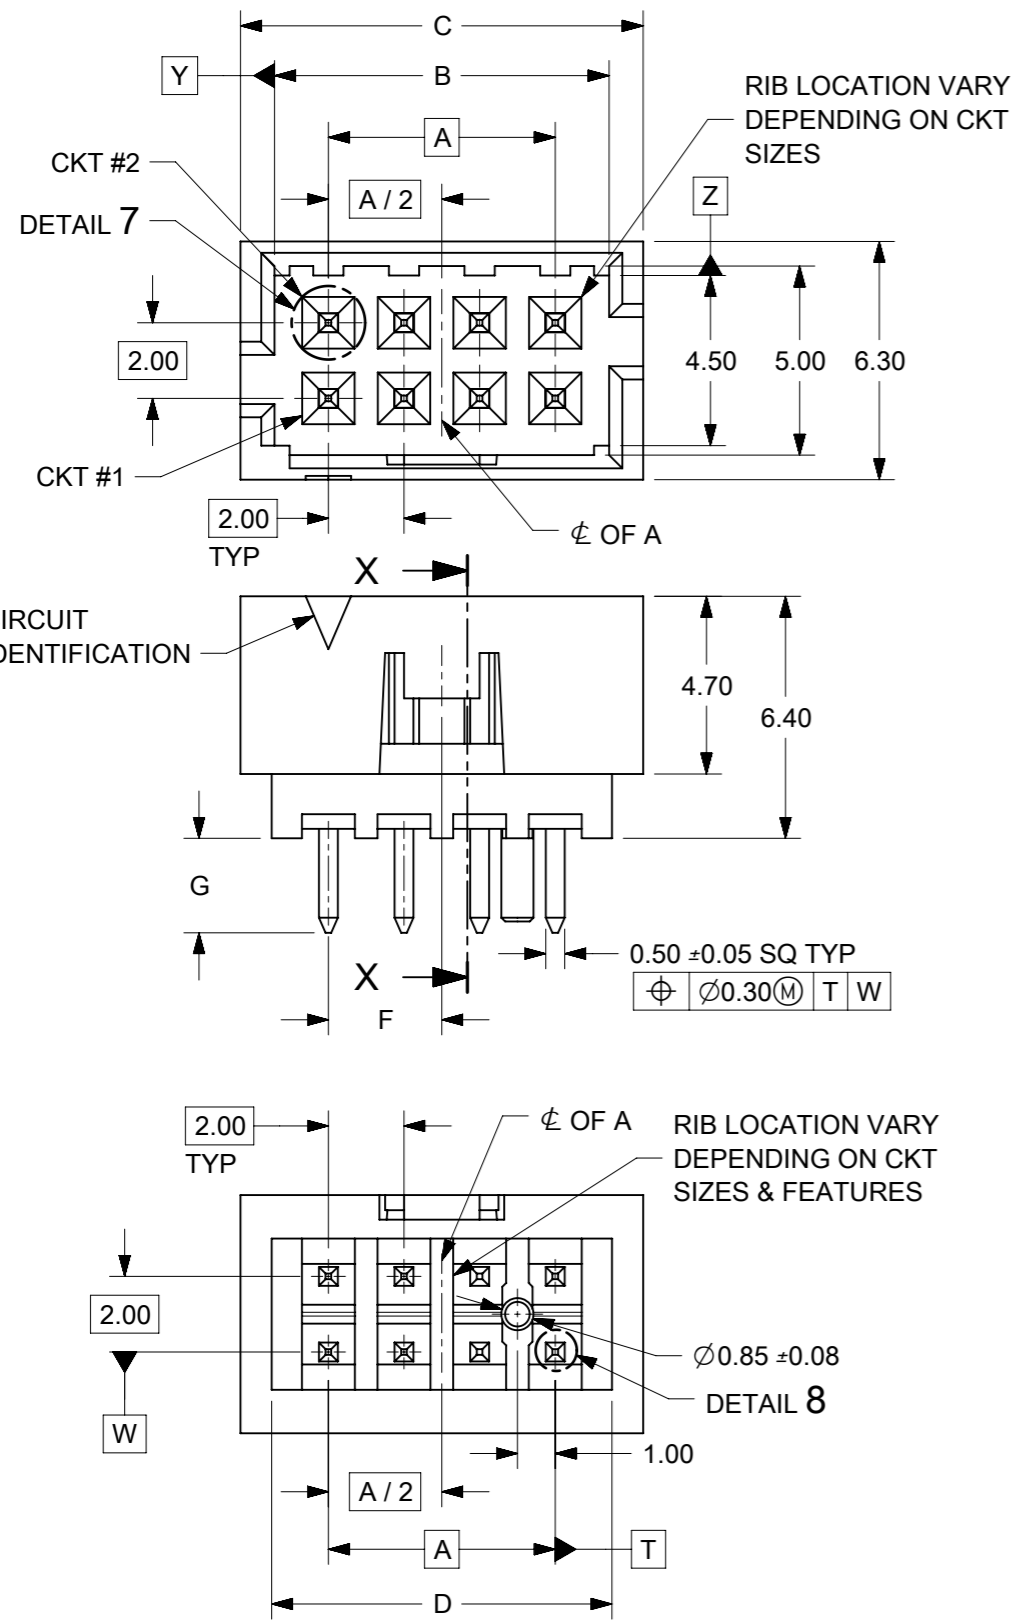 C
Y
B
RIB LOCATION VARY
DEPENDING ON CKT
SIZES
A
CKT #2
A / 2
Z
DETAIL 7
2.00
4.50
5.00
6.30
CKT #1
2.00
TYP
℄ OF A
X
IRCUIT
DENTIFICATION
4.70
6.40
G
0.50 ±0.05 SQ TYP
⌖ ∅0.30Ⓜ T W
X
F
2.00
TYP
℄ OF A
RIB LOCATION VARY
DEPENDING ON CKT
SIZES & FEATURES
2.00
∅0.85 ±0.08
DETAIL 8
W
1.00
A / 2
A
T
D